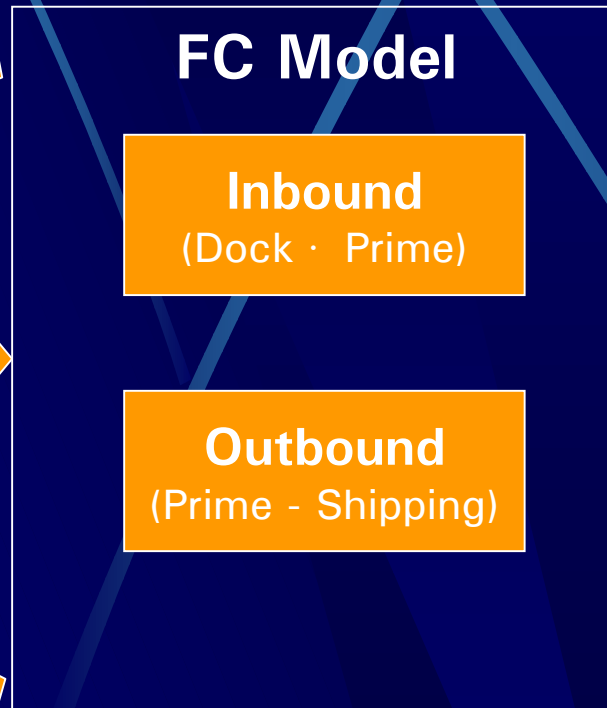 FC Model
Inbound
(Dock · Prime)
Outbound
(Prime - Shipping)